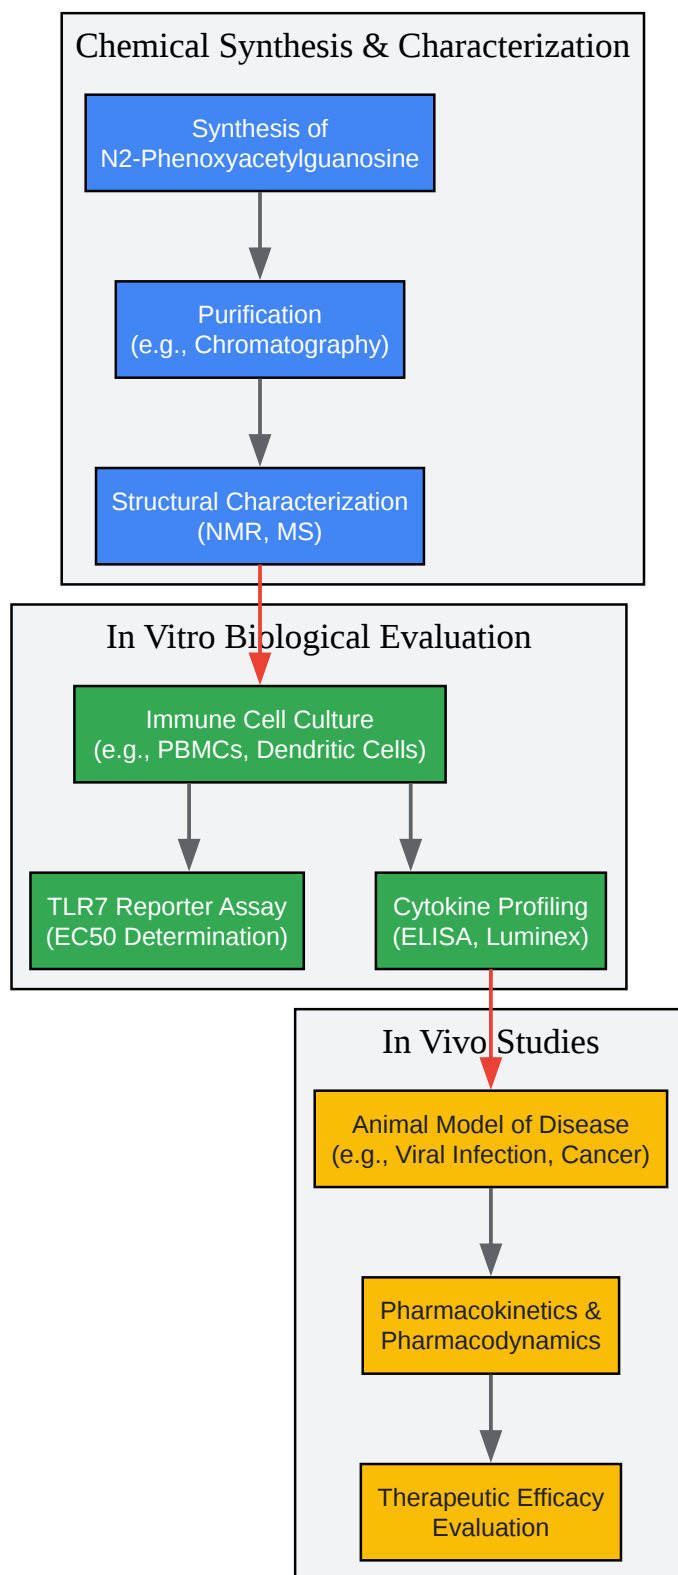 Chemical Synthesis & Characterization
Synthesis of
N2-Phenoxyacetylguanosine
Purification
(e.g., Chromatography)
Structural Characterization
(NMR, MS)
In Vitro Biological Evaluation
Immune Cell Culture
(e.g., PBMCs, Dendritic Cells)
TLR7 Reporter Assay
(EC50 Determination)
Cytokine Profiling
(ELISA, Luminex)
In Vivo Studies
Animal Model of Disease
(e.g., Viral Infection, Cancer)
Pharmacokinetics &
Pharmacodynamics
Therapeutic Efficacy
Evaluation